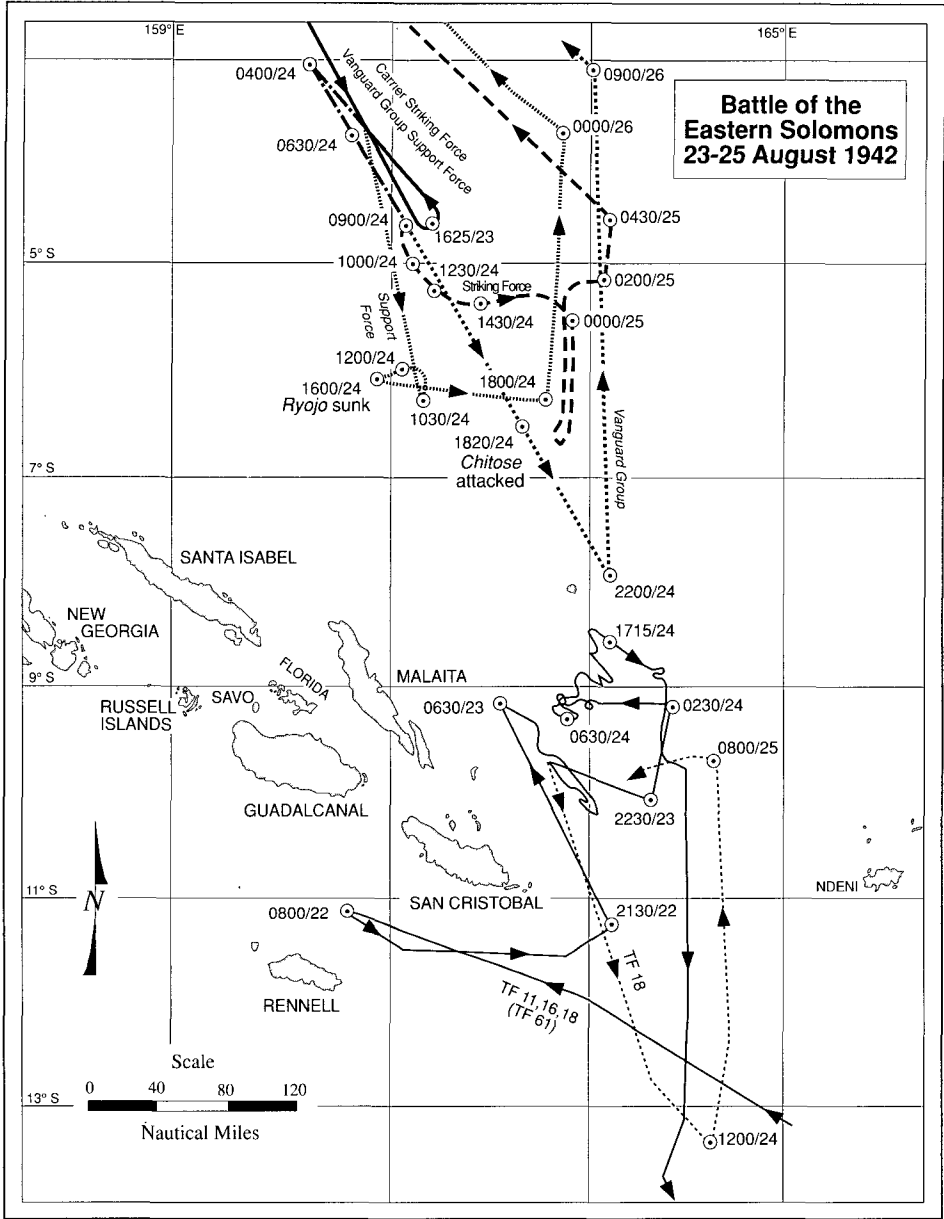 159° E
165° E
Battle of the
Eastern Solomons
23-25 August 1942
Carrier Striking Force
Vanguard Group Support Force
0400/24
0900/26
0000/26
0630/24
0430/25
0900/24
1625/23
5° S
1000/24
1230/24
0200/25
Striking Force
1430/24
0000/25
Support
Force
1200/24
1600/24
Ryojo sunk
1800/24
1030/24
1820/24
Chitose
attacked
Vanguard Group
7° S
SANTA ISABEL
2200/24
NEW
GEORGIA
1715/24
FLORIDA
MALAITA
9° S
SAVO
RUSSELL
ISLANDS
0630/23
0230/24
0630/24
0800/25
GUADALCANAL
2230/23
N
NDENI
11° S
SAN CRISTOBAL
0800/22
2130/22
RENNELL
TF 18
TF 11,16,18
(TF 61)
Scale
0 40 80 120
Nautical Miles
13° S
1200/24